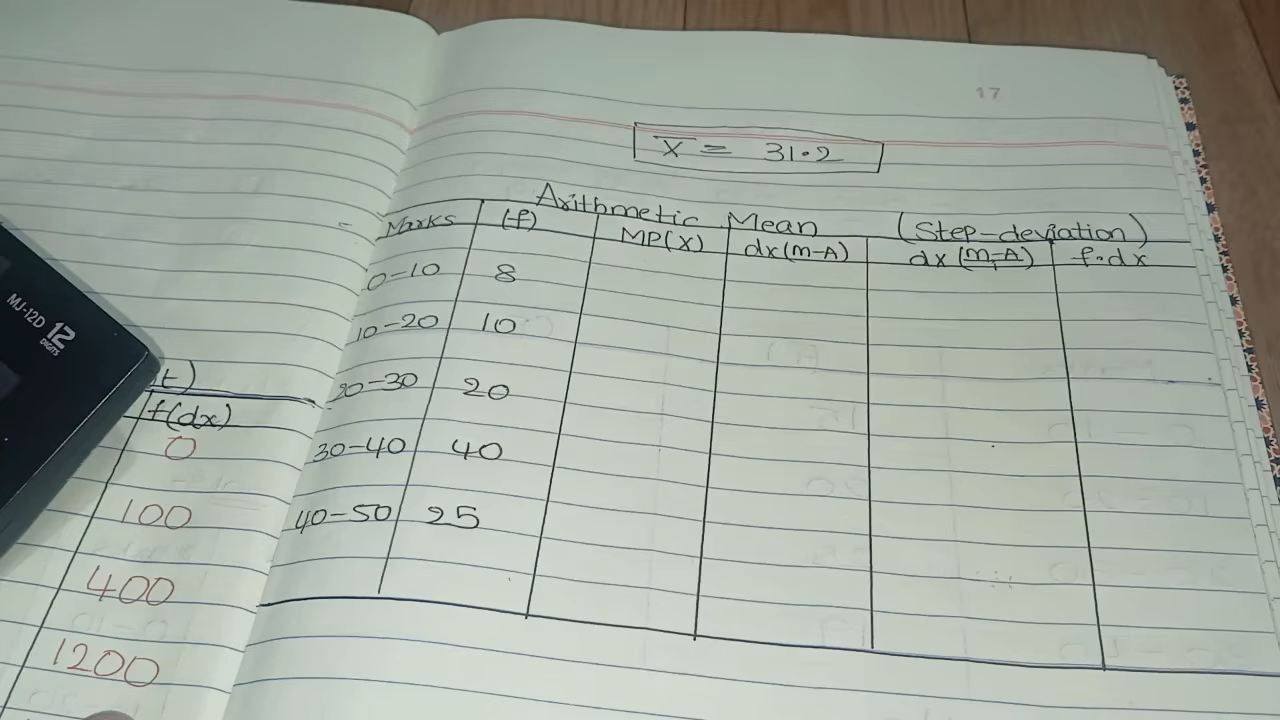 17
X̄ = 31.2
Arithmetic Mean (Step-deviation)
Marks (f) MP(X) dx(m-A) dx(m-A) f.dx
0-10 8
10-20 10
20-30 20
30-40 40
40-50 25
MJ-12D 12
DIGITS
f(dx)
0
100
400
1200